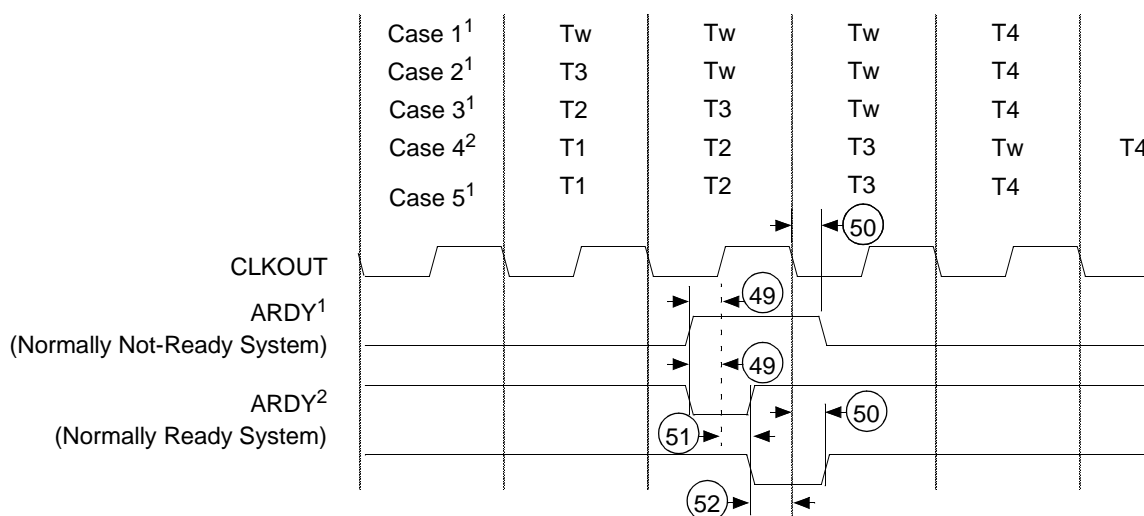 Case 1¹ Tw Tw Tw T4
Case 2¹ T3 Tw Tw T4
Case 3¹ T2 T3 Tw T4
Case 4² T1 T2 T3 Tw T4
Case 5¹ T1 T2 T3 T4
50
CLKOUT
49
ARDY¹
(Normally Not-Ready System)
49
ARDY²
50
(Normally Ready System)
51
52